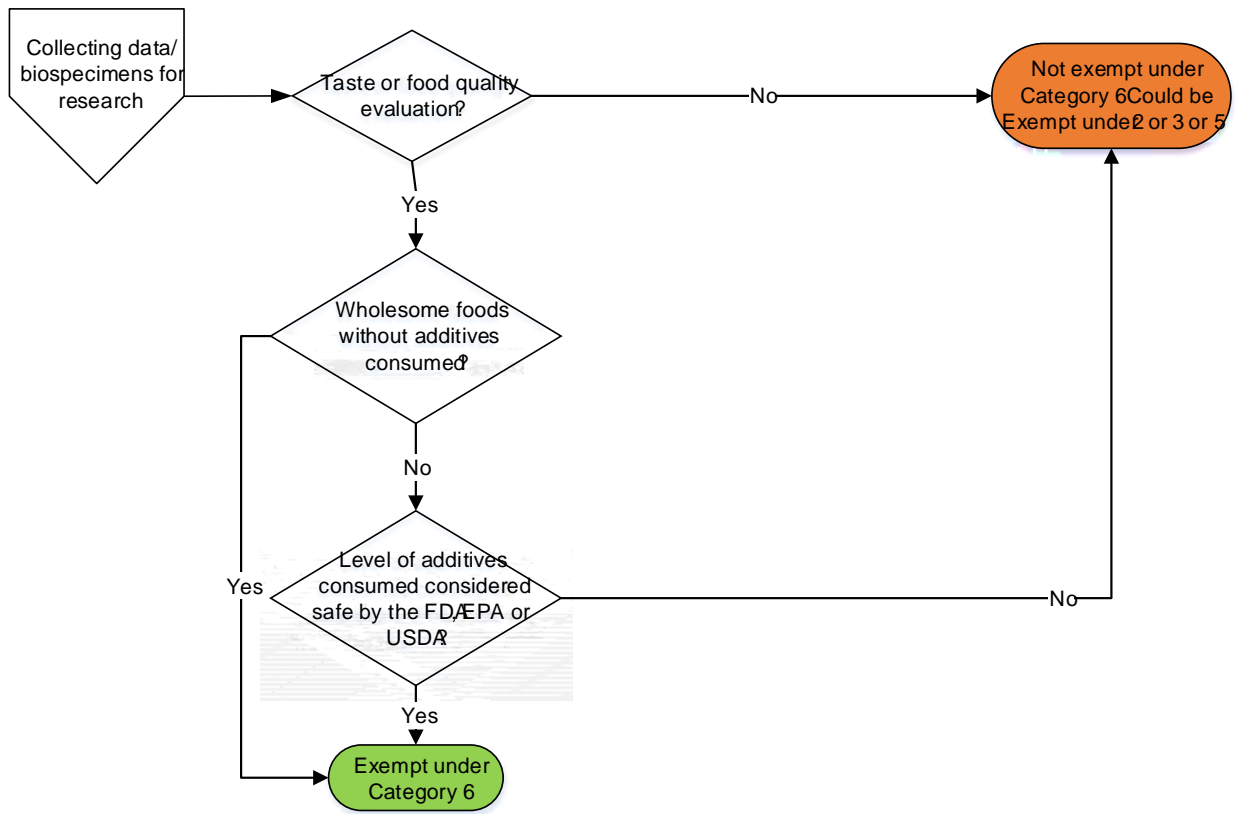 Collecting data/
biospecimens for
research
Taste or food quality
evaluation?
No
Not exempt under
Category 6Could be
Exempt under2 or 3 or 5
Yes
Wholesome foods
without additives
consumed?
No
Level of additives
consumed considered
safe by the FDA,EPA or
USDA?
Yes
No
Yes
Exempt under
Category 6